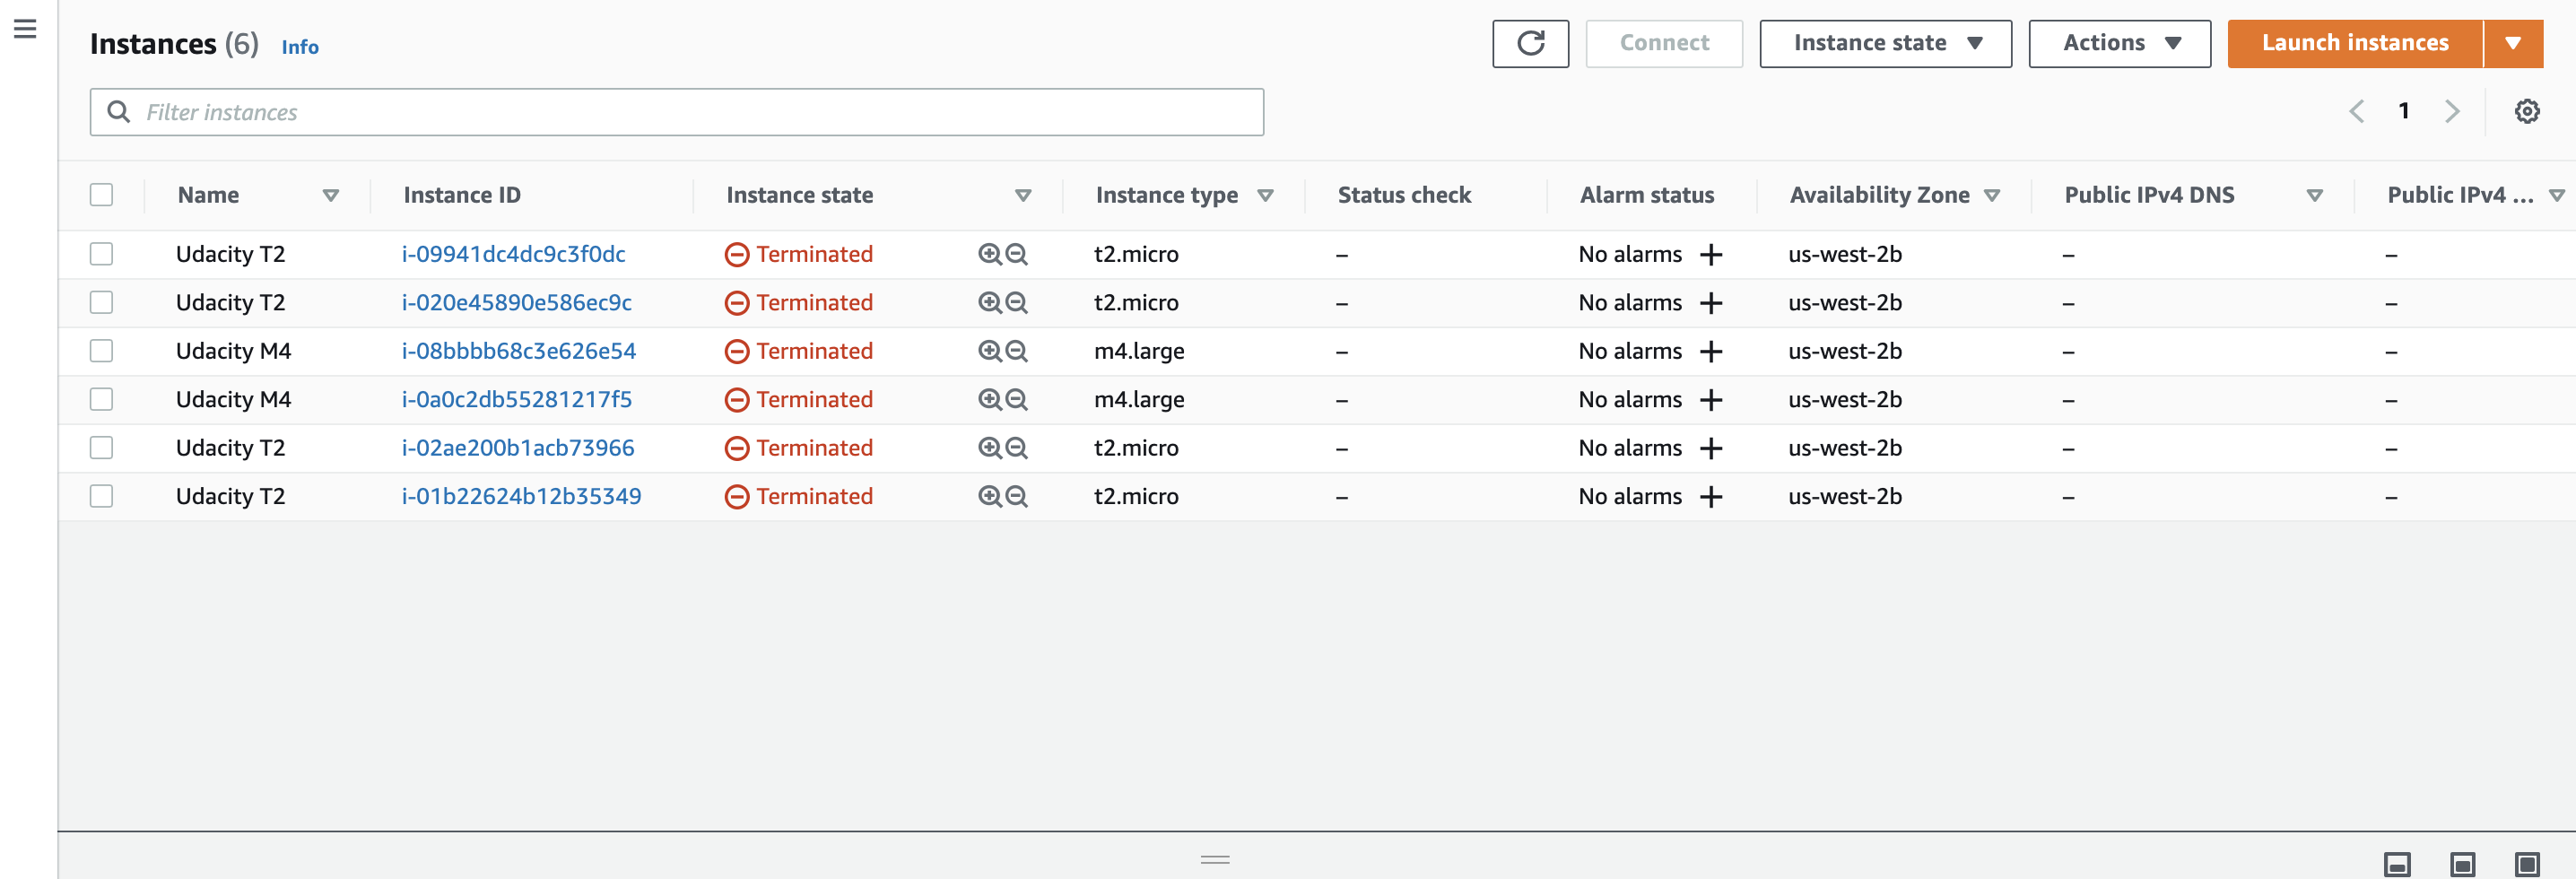 Instances (6) Info Connect Instance state Actions Launch instances
Filter instances 1
Name Instance ID Instance state Instance type Status check Alarm status Availability Zone Public IPv4 DNS Public IPv4 ...
Udacity T2 i-09941dc4dc9c3f0dc Terminated t2.micro – No alarms us-west-2b – –
Udacity T2 i-020e45890e586ec9c Terminated t2.micro – No alarms us-west-2b – –
Udacity M4 i-08bbbb68c3e626e54 Terminated m4.large – No alarms us-west-2b – –
Udacity M4 i-0a0c2db55281217f5 Terminated m4.large – No alarms us-west-2b – –
Udacity T2 i-02ae200b1acb73966 Terminated t2.micro – No alarms us-west-2b – –
Udacity T2 i-01b22624b12b35349 Terminated t2.micro – No alarms us-west-2b – –